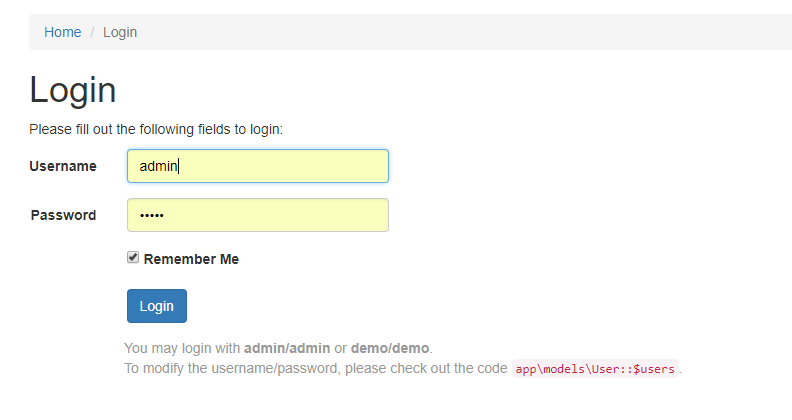 Home / Login
Login
Please fill out the following fields to login:
Username admin
Password •••••
Remember Me
Login
You may login with admin/admin or demo/demo.
To modify the username/password, please check out the code app\models\User::$users.